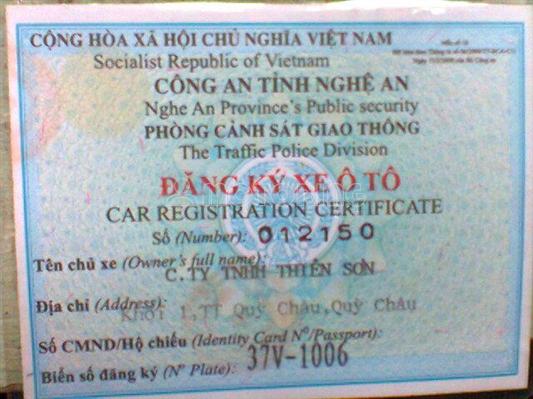 CỘNG HÒA XÃ HỘI CHỦ NGHĨA VIỆT NAM
Socialist Republic of Vietnam
CÔNG AN TỈNH NGHỆ AN
Nghe An Province's Public security
PHÒNG CẢNH SÁT GIAO THÔNG
The Traffic Police Division
ĐĂNG KÝ XE Ô TÔ
CAR REGISTRATION CERTIFICATE
Số (Number): 012150
Tên chủ xe (Owner's full name):
C.TY TNHH THIÊN SƠN
Địa chỉ (Address):
Khối 1,TT Quỳ Châu,Quỳ Châu
Số CMND/Hộ chiếu (Identity Card Nº/Passport):
Biển số đăng ký (Nº Plate): 37V-1006